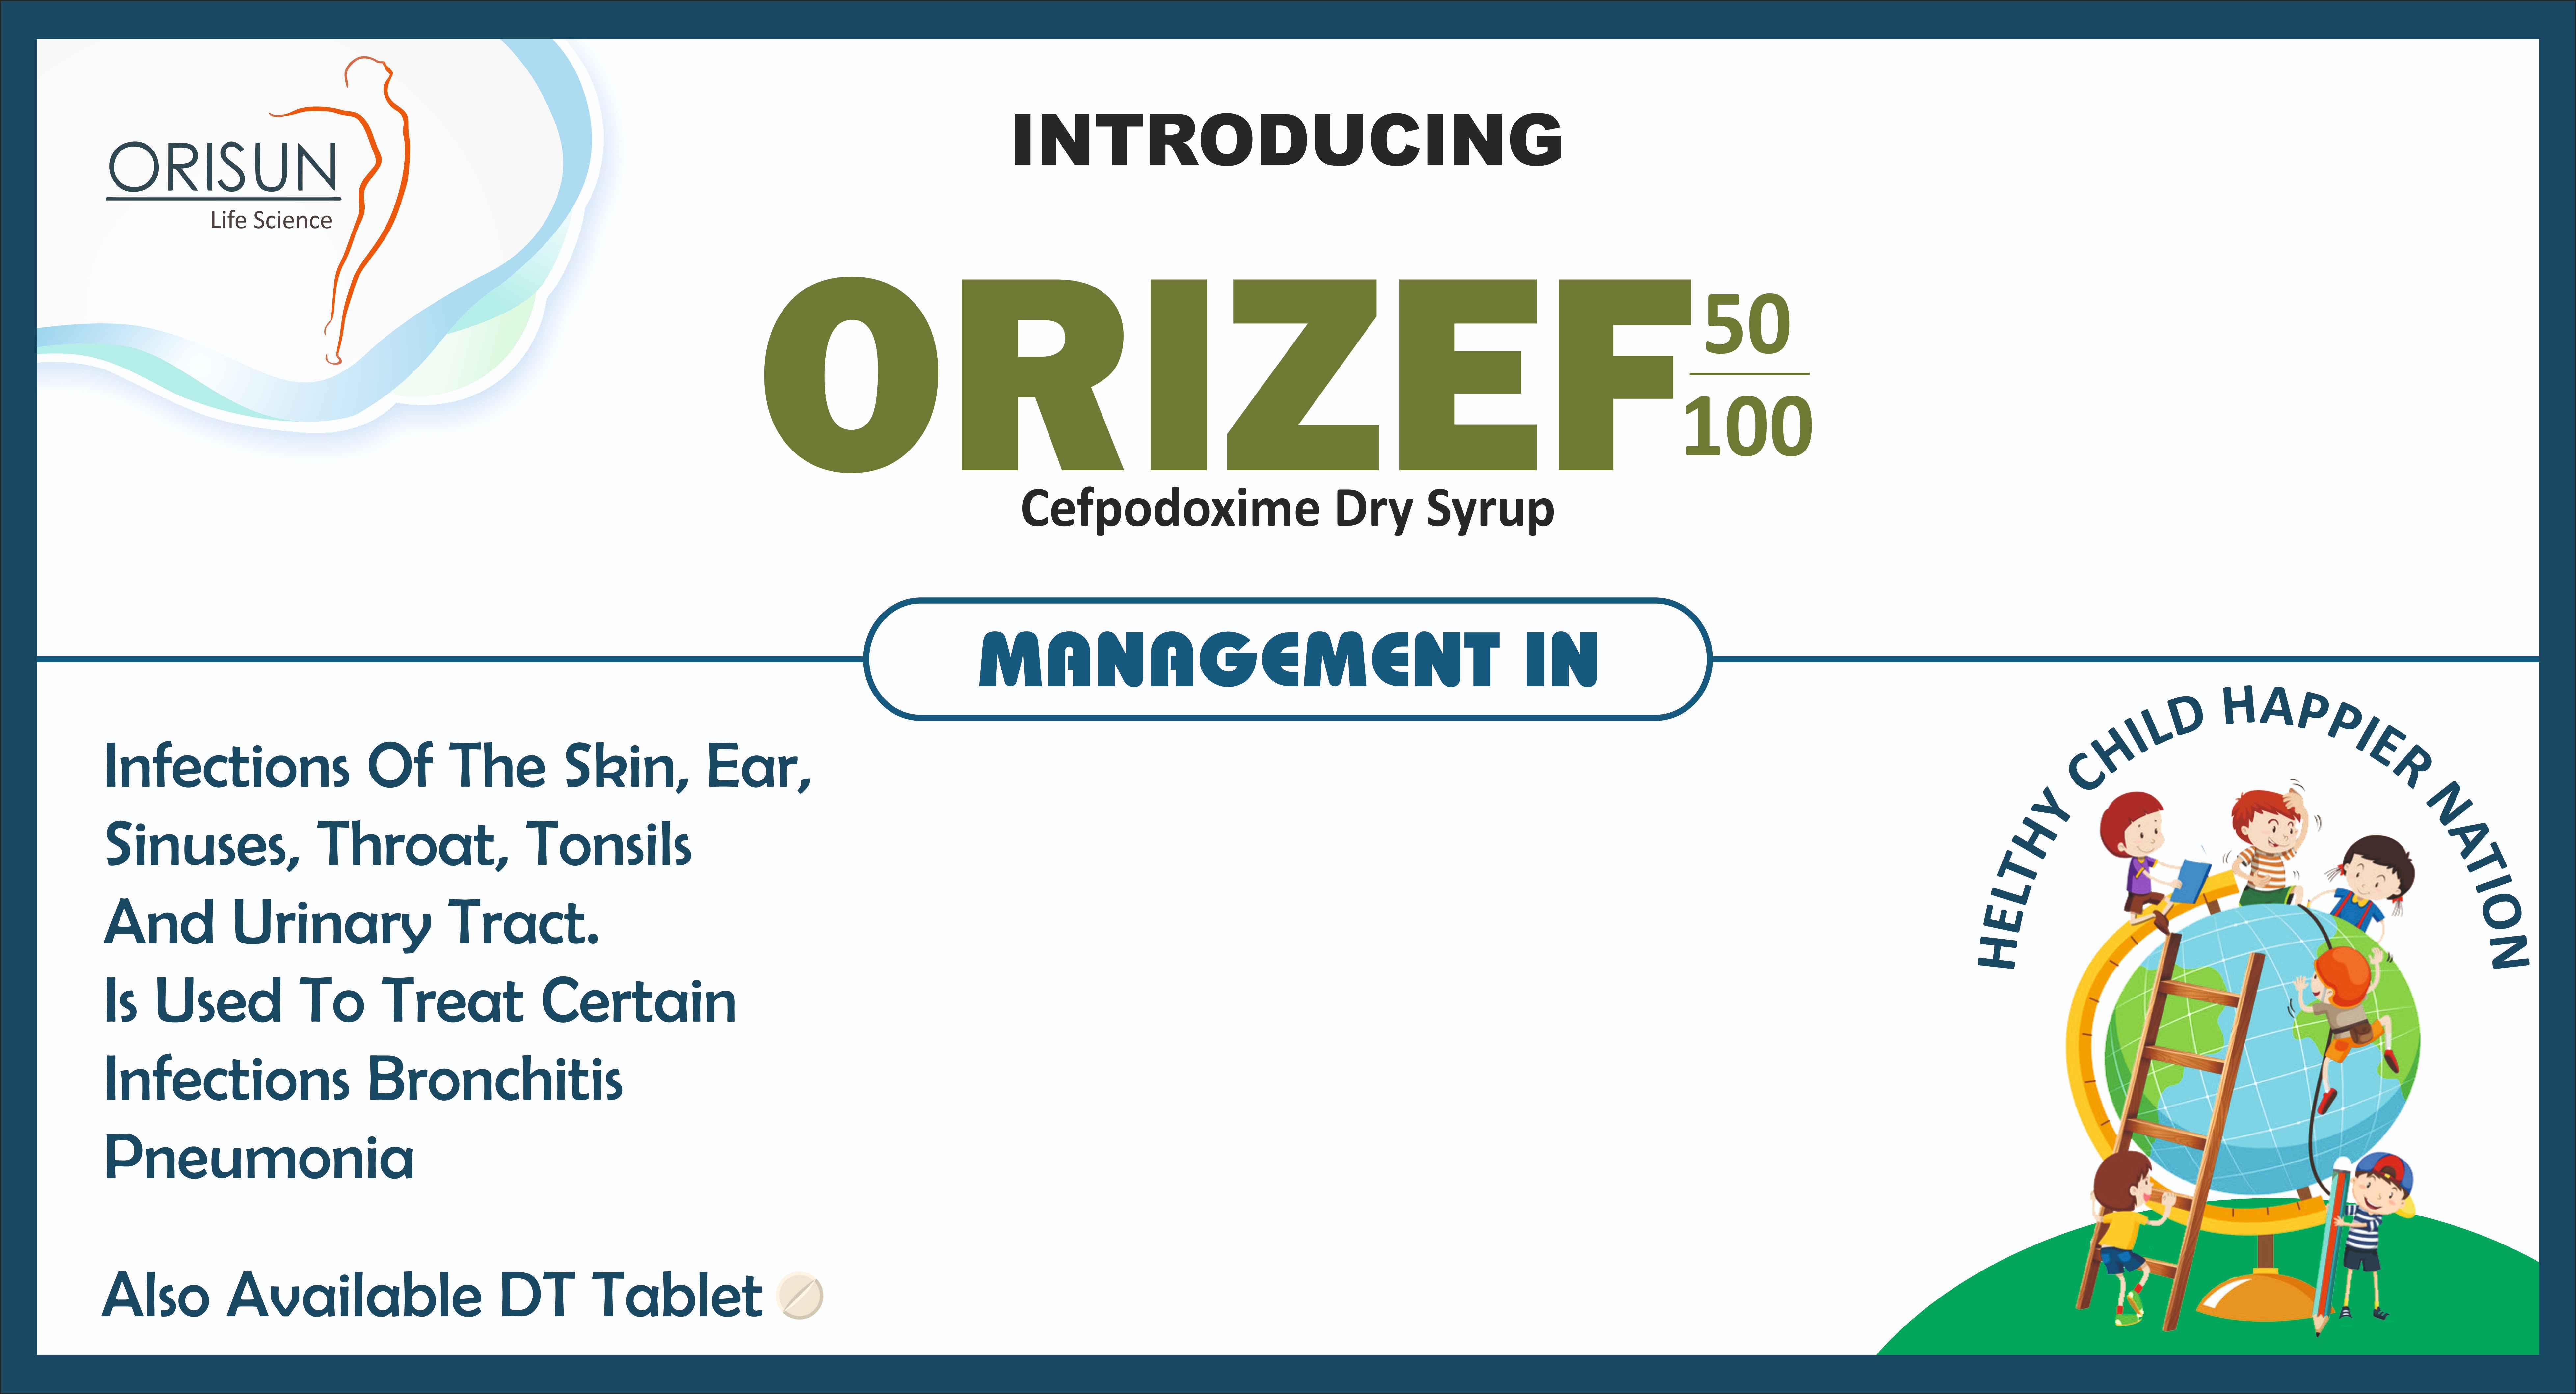 ORISUN
Life Science
INTRODUCING
ORIZEF 50
100
Cefpodoxime Dry Syrup
MANAGEMENT IN
Infections Of The Skin, Ear,
Sinuses, Throat, Tonsils
And Urinary Tract.
Is Used To Treat Certain
Infections Bronchitis
Pneumonia
Also Available DT Tablet
HELTHY CHILD HAPPIER NATION